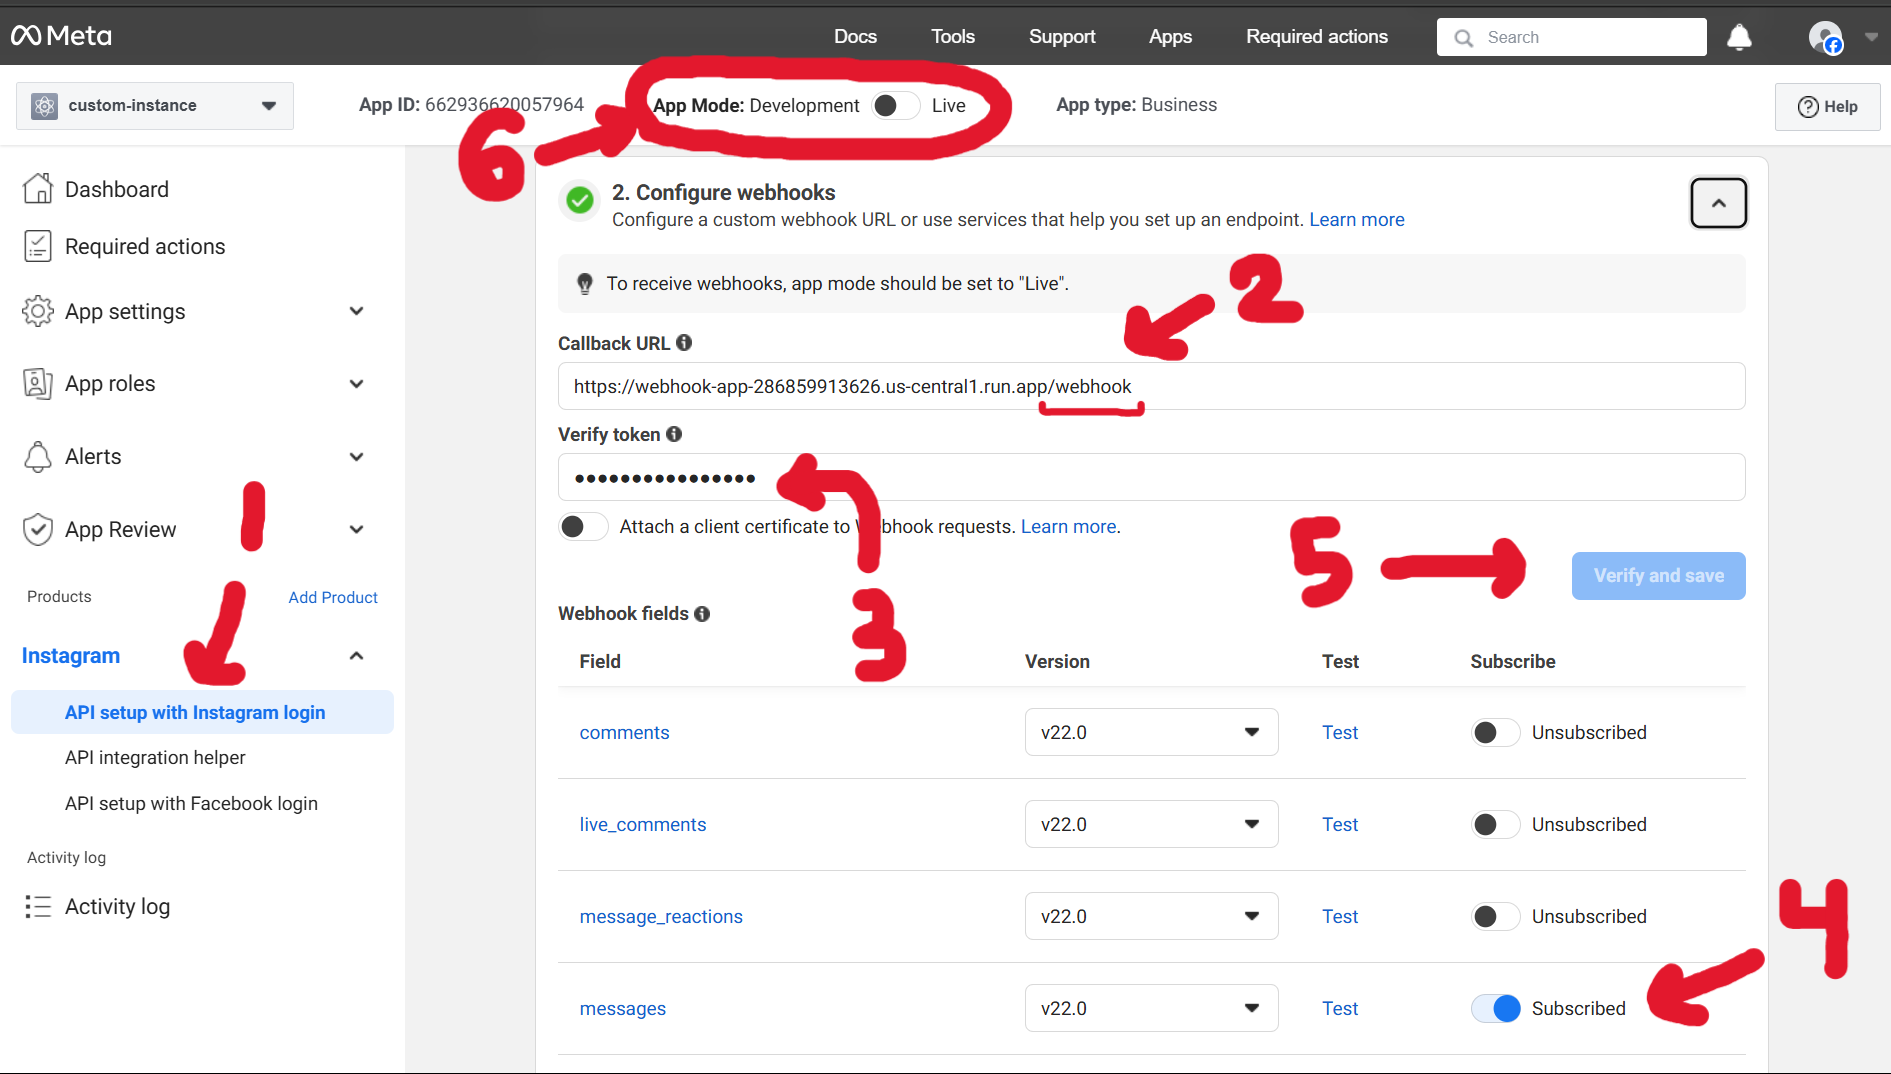 Meta
Docs Tools Support Apps Required actions Search
custom-instance
App ID: 662936620057964
App Mode: Development Live
App type: Business
Help
6
Dashboard
Required actions
App settings
App roles
Alerts
App Review
1
Products Add Product
Instagram
API setup with Instagram login
API integration helper
API setup with Facebook login
Activity log
Activity log
2. Configure webhooks
Configure a custom webhook URL or use services that help you set up an endpoint. Learn more
To receive webhooks, app mode should be set to "Live".
2
Callback URL
https://webhook-app-286859913626.us-central1.run.app/webhook
Verify token
••••••••••••••••
3
Attach a client certificate to Webhook requests. Learn more.
5
Verify and save
Webhook fields
Field Version Test Subscribe
comments v22.0 Test Unsubscribed
live_comments v22.0 Test Unsubscribed
message_reactions v22.0 Test Unsubscribed
4
messages v22.0 Test Subscribed